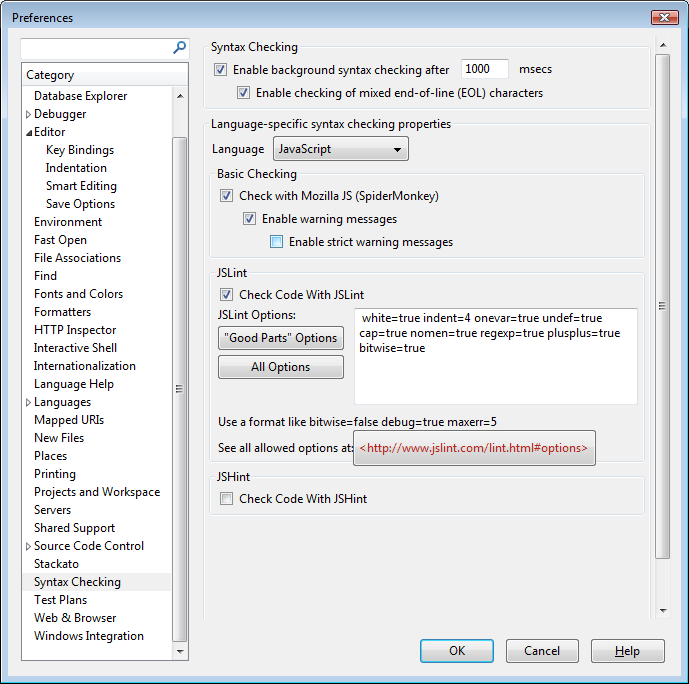 Preferences
Category
Database Explorer
Debugger
Editor
Key Bindings
Indentation
Smart Editing
Save Options
Environment
Fast Open
File Associations
Find
Fonts and Colors
Formatters
HTTP Inspector
Interactive Shell
Internationalization
Language Help
Languages
Mapped URIs
New Files
Places
Printing
Projects and Workspace
Servers
Shared Support
Source Code Control
Stackato
Syntax Checking
Test Plans
Web & Browser
Windows Integration
Syntax Checking
Enable background syntax checking after 1000 msecs
Enable checking of mixed end-of-line (EOL) characters
Language-specific syntax checking properties
Language JavaScript
Basic Checking
Check with Mozilla JS (SpiderMonkey)
Enable warning messages
Enable strict warning messages
JSLint
Check Code With JSLint
JSLint Options:
"Good Parts" Options
All Options
white=true indent=4 onevar=true undef=true
cap=true nomen=true regexp=true plusplus=true
bitwise=true
Use a format like bitwise=false debug=true maxerr=5
See all allowed options at: <http://www.jslint.com/lint.html#options>
JSHint
Check Code With JSHint
OK Cancel Help